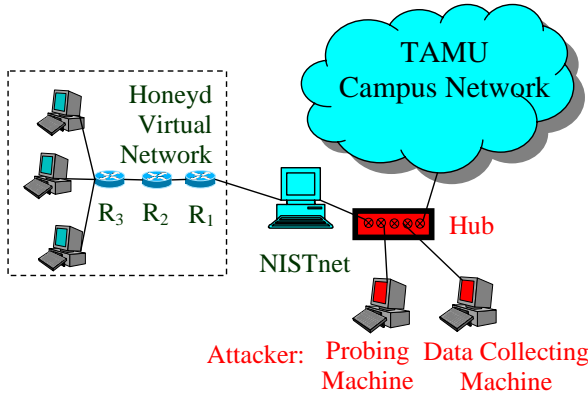 TAMU
Campus Network
Honeyd
Virtual
Network
R3
R2
R1
Hub
NISTnet
Attacker:
Probing
Machine
Data Collecting
Machine